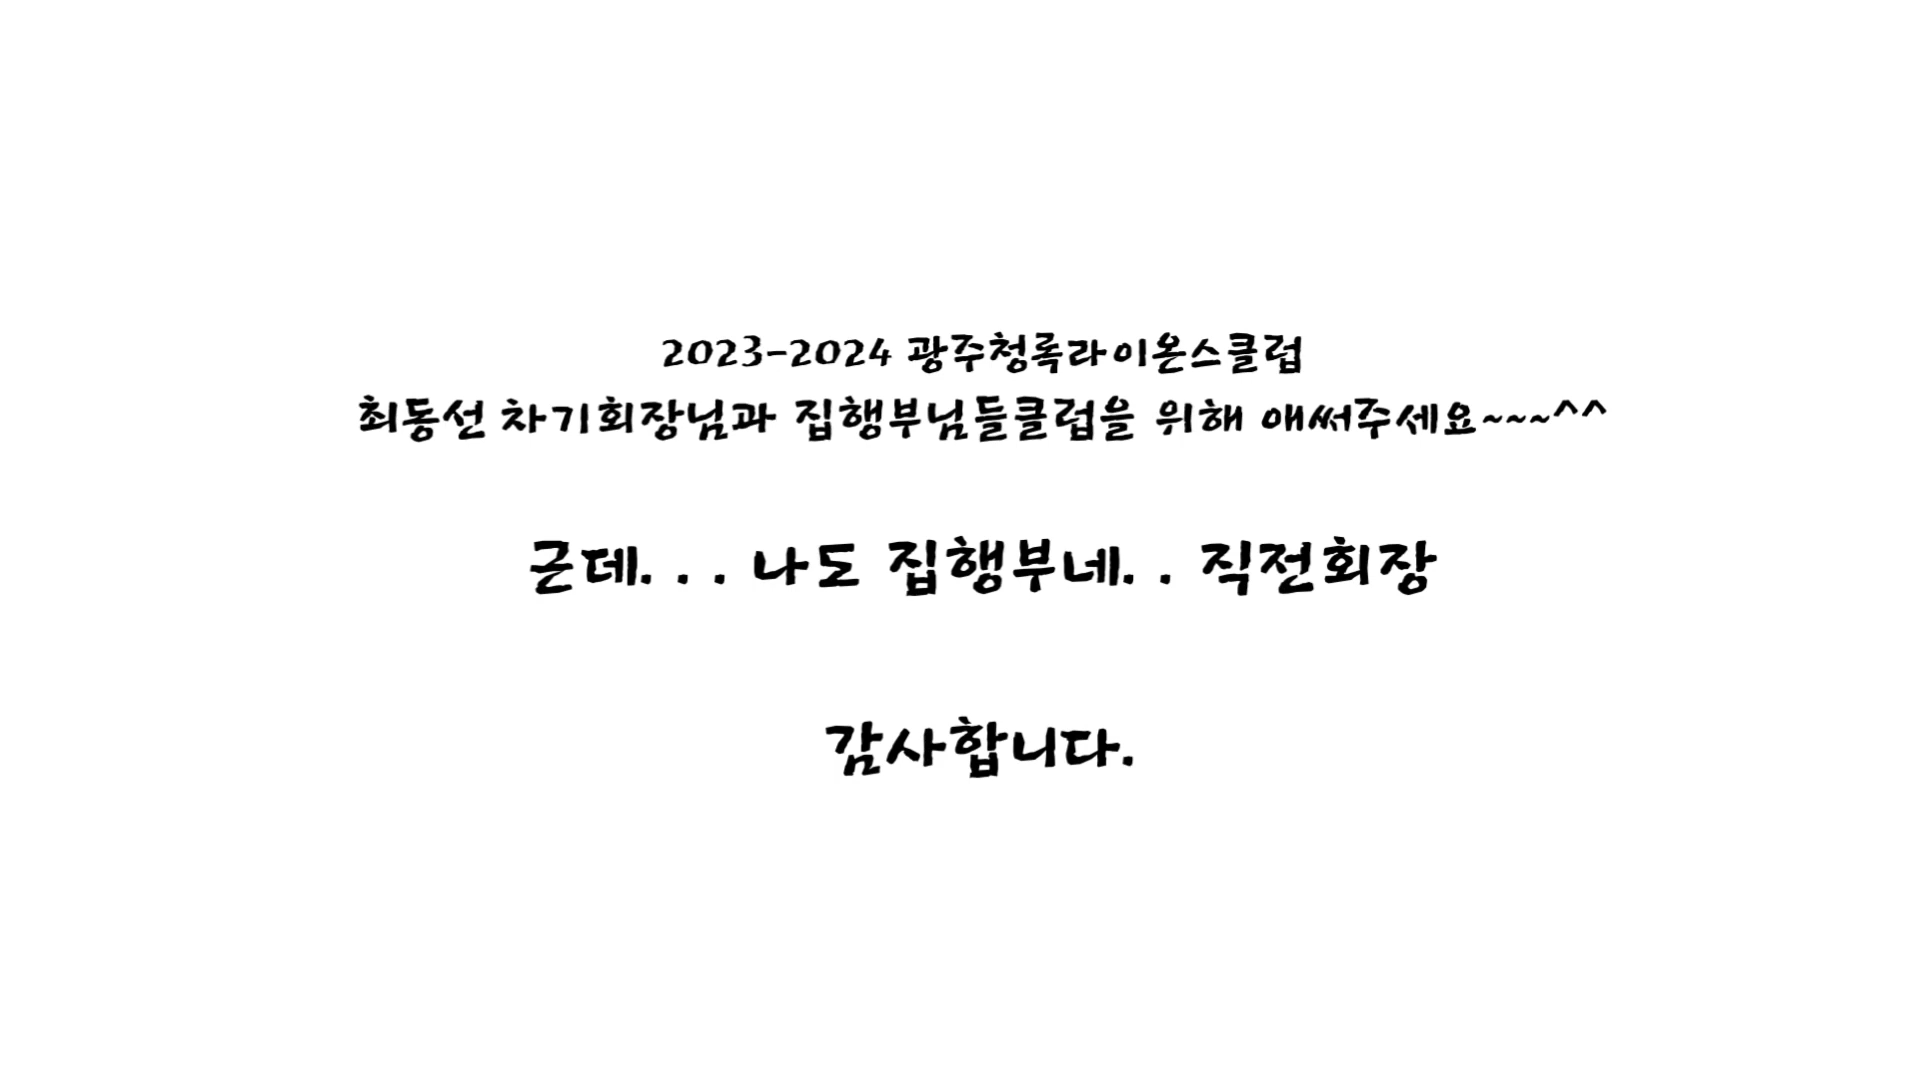 2023-2024 광주청록라이온스클럽
최동선 차기회장님과 집행부님들클럽을 위해 애써주세요~~~^^
근데. . . 나도 집행부네. . 직전회장
감사합니다.